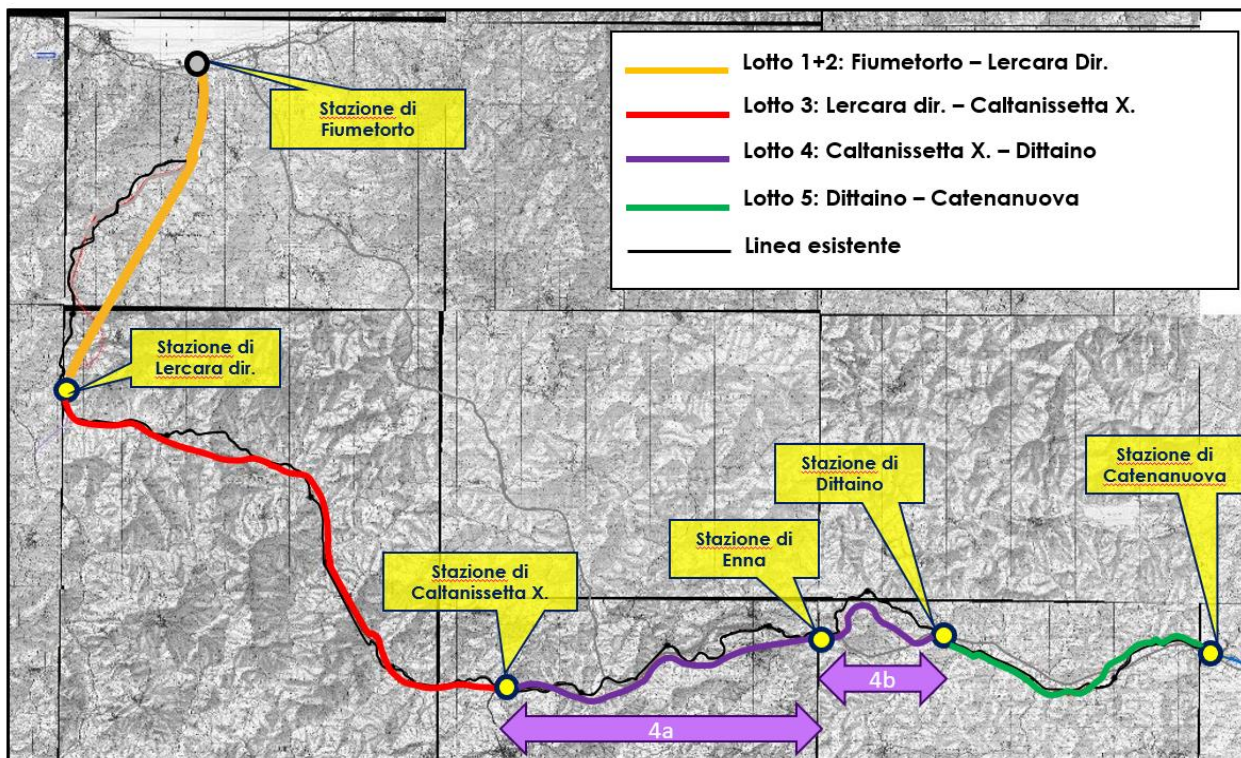 Lotto 1+2: Fiumetorto – Lercara Dir.
Lotto 3: Lercara dir. – Caltanissetta X.
Lotto 4: Caltanissetta X. – Dittaino
Lotto 5: Dittaino – Catenanuova
Linea esistente
Stazione di
Fiumetorto
Stazione di
Lercara dir.
Stazione di
Caltanissetta X.
Stazione di
Enna
Stazione di
Dittaino
Stazione di
Catenanuova
4a
4b